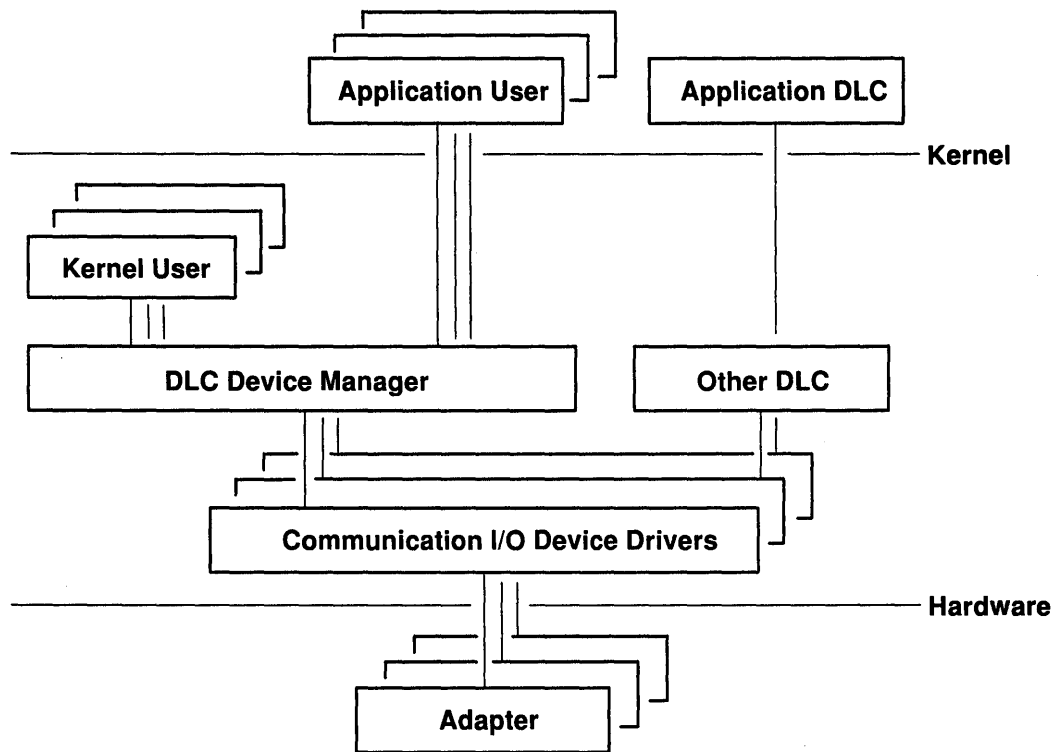 Application User
Application DLC
Kernel
Kernel User
DLC Device Manager
Other DLC
Communication I/O Device Drivers
Hardware
Adapter